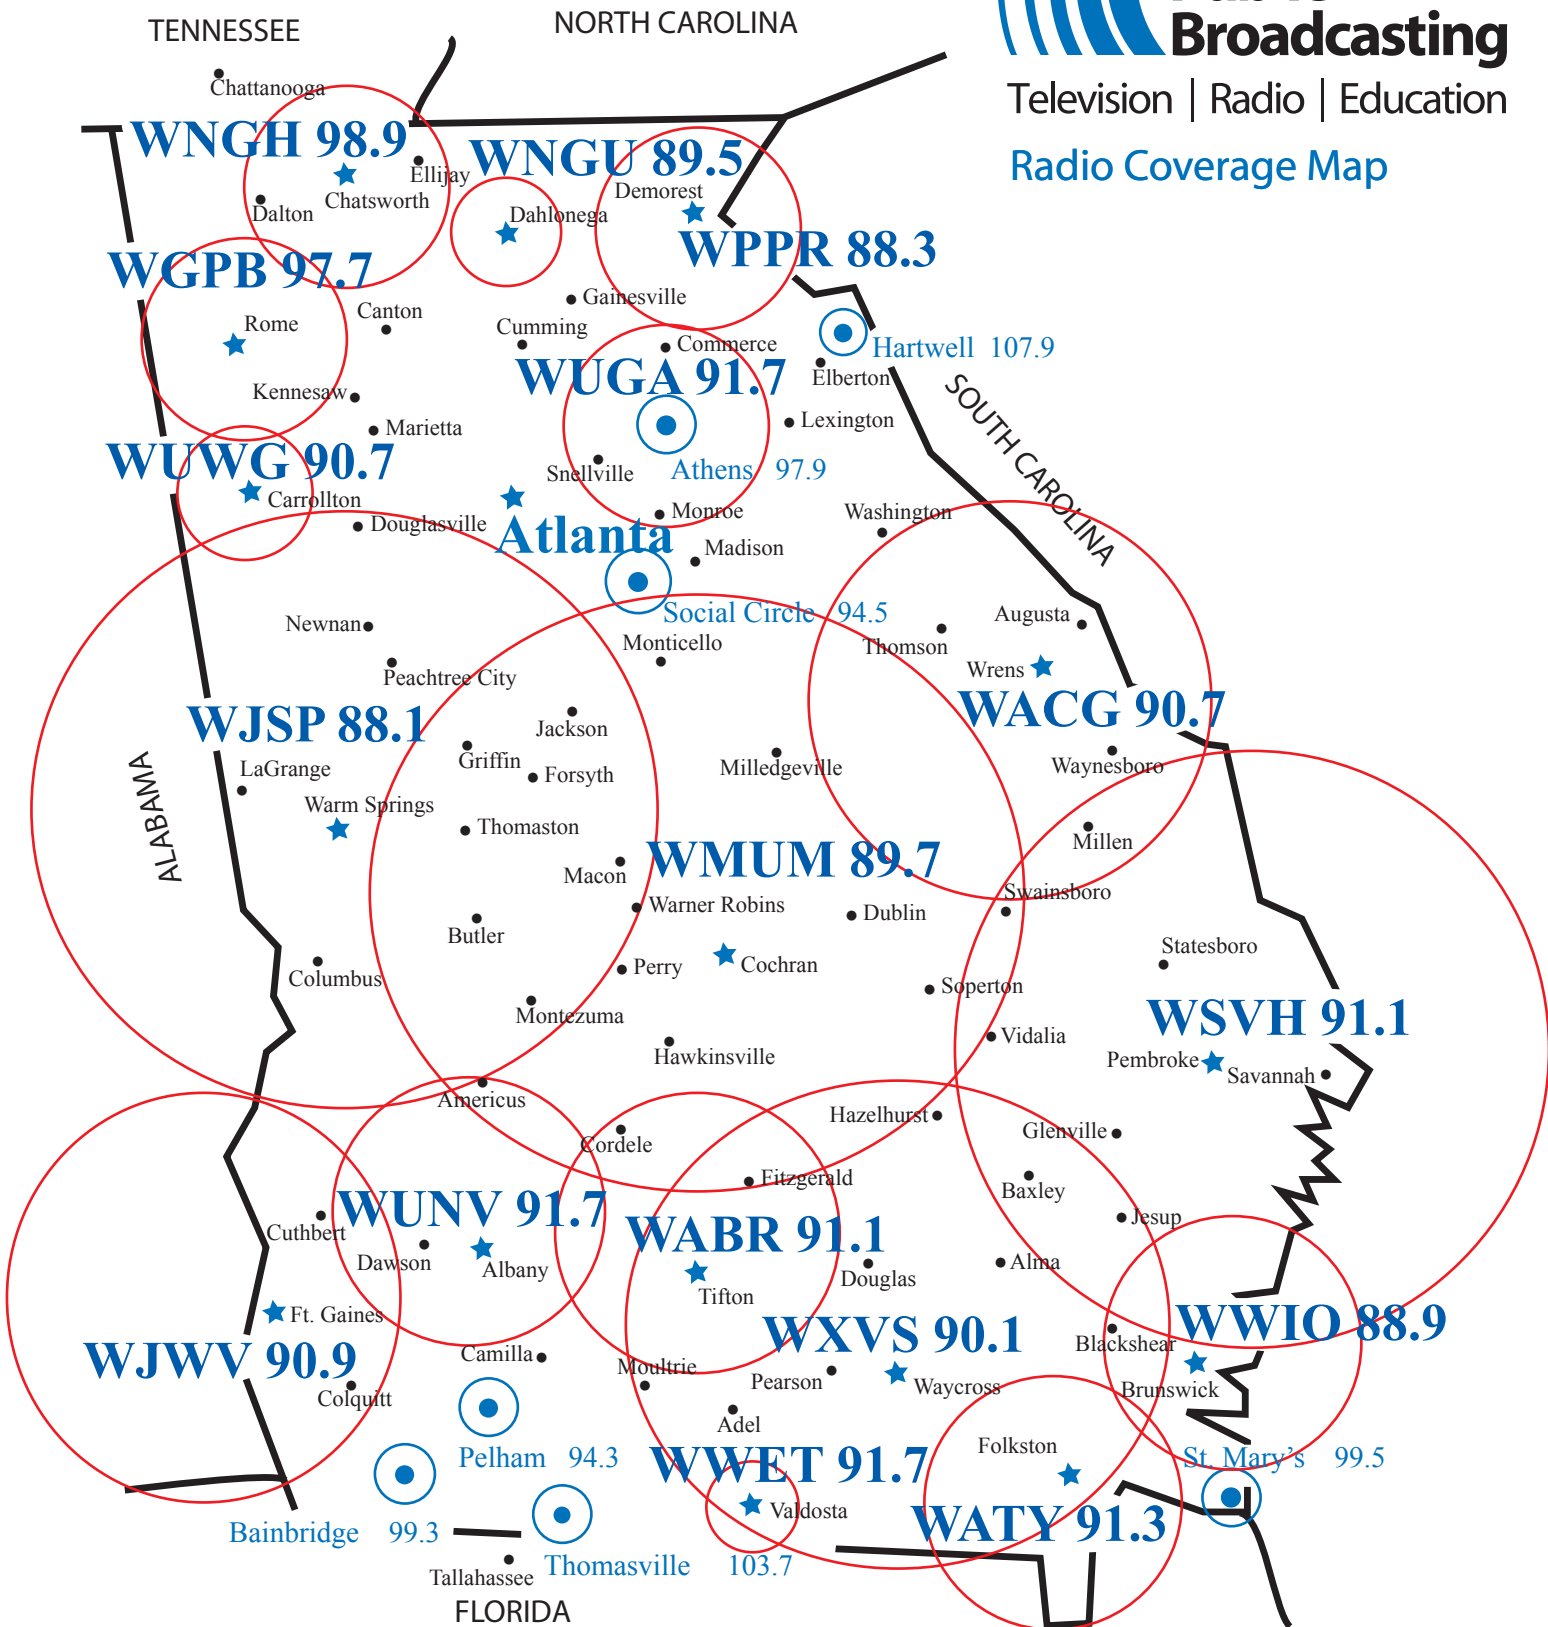 TENNESSEE
NORTH CAROLINA
Broadcasting
Television | Radio | Education
Radio Coverage Map
Chattanooga
WNGH 98.9
Ellijay
Chatsworth
Dalton
WNGU 89.5
Demorest
Dahlonega
WPPR 88.3
WGPB 97.7
Rome
Canton
Gainesville
Cumming
Commerce
Hartwell 107.9
Elberton
WUGA 91.7
Kennesaw
Marietta
Lexington
SOUTH CAROLINA
WUWG 90.7
Carrollton
Snellville
Athens 97.9
Douglasville
Atlanta
Monroe
Madison
Washington
Social Circle 94.5
Newnan
Monticello
Augusta
Thomson
Wrens
Peachtree City
WACG 90.7
WJSP 88.1
Jackson
Griffin
Forsyth
Milledgeville
Waynesboro
LaGrange
ALABAMA
Warm Springs
Thomaston
Millen
Macon
WMUM 89.7
Swainsboro
Warner Robins
Dublin
Butler
Statesboro
Columbus
Perry
Cochran
Soperton
Montezuma
WSVH 91.1
Hawkinsville
Vidalia
Pembroke
Savannah
Americus
Hazelhurst
Cordele
Glenville
Fitzgerald
Baxley
WUNV 91.7
Cuthbert
Jesup
WABR 91.1
Dawson
Albany
Douglas
Alma
Tifton
Ft. Gaines
WXVS 90.1
WWIO 88.9
Blackshear
WJWV 90.9
Camilla
Moultrie
Pearson
Waycross
Brunswick
Colquitt
Adel
Folkston
Pelham 94.3
WWET 91.7
St. Mary's 99.5
Valdosta
WATY 91.3
Bainbridge 99.3
Thomasville 103.7
Tallahassee
FLORIDA